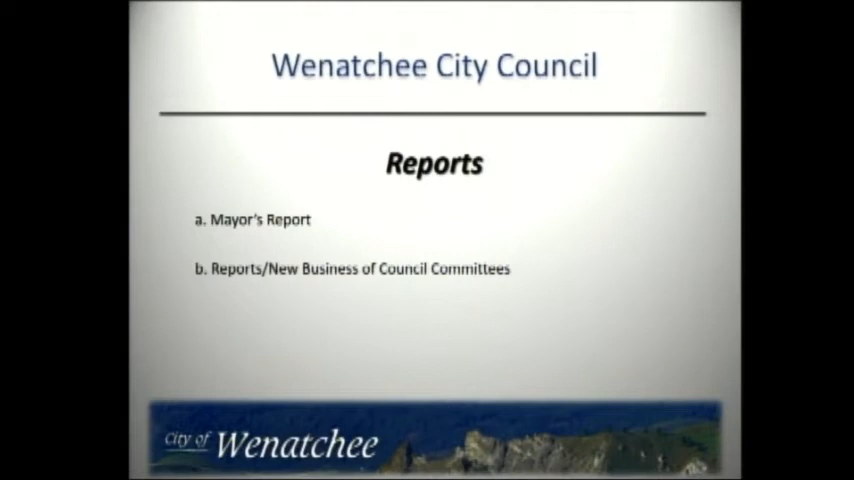 Wenatchee City Council
Reports
a. Mayor's Report
b. Reports/New Business of Council Committees
City of Wenatchee